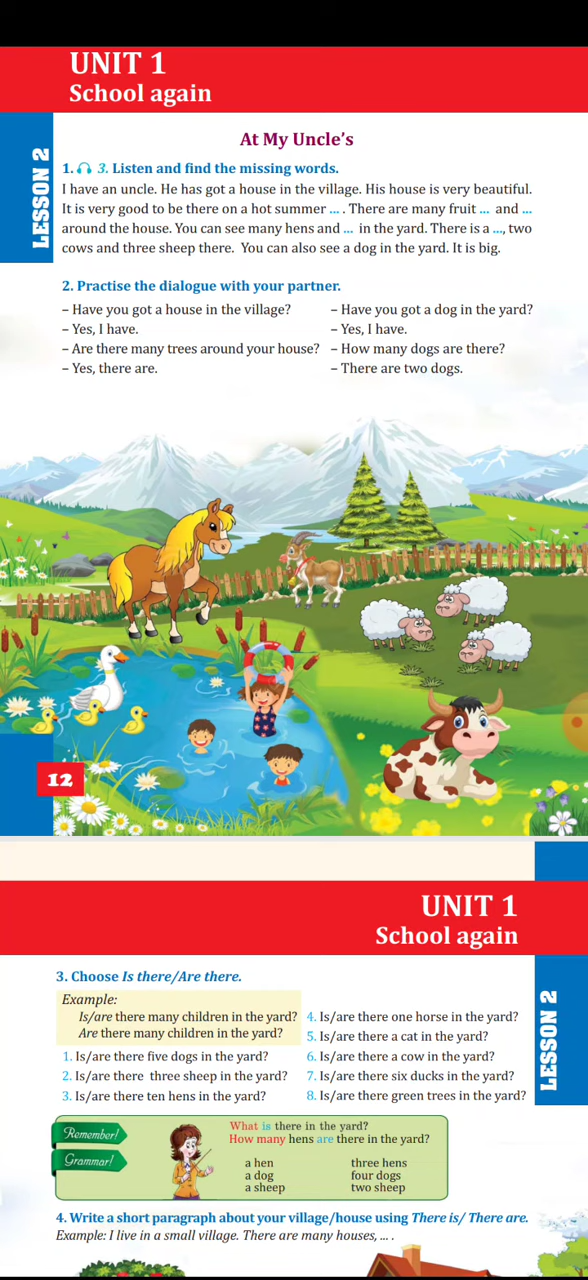 UNIT 1
School again
LESSON 2
At My Uncle's
1. 3. Listen and find the missing words.
I have an uncle. He has got a house in the village. His house is very beautiful.
It is very good to be there on a hot summer ... . There are many fruit ... and ...
around the house. You can see many hens and ... in the yard. There is a ..., two
cows and three sheep there. You can also see a dog in the yard. It is big.
2. Practise the dialogue with your partner.
– Have you got a house in the village?
– Yes, I have.
– Are there many trees around your house?
– Yes, there are.
– Have you got a dog in the yard?
– Yes, I have.
– How many dogs are there?
– There are two dogs.
12
UNIT 1
School again
LESSON 2
3. Choose Is there/Are there.
Example:
Is/are there many children in the yard?
Are there many children in the yard?
1. Is/are there five dogs in the yard?
2. Is/are there three sheep in the yard?
3. Is/are there ten hens in the yard?
4. Is/are there one horse in the yard?
5. Is/are there a cat in the yard?
6. Is/are there a cow in the yard?
7. Is/are there six ducks in the yard?
8. Is/are there green trees in the yard?
Remember!
Grammar!
What is there in the yard?
How many hens are there in the yard?
a hen three hens
a dog four dogs
a sheep two sheep
4. Write a short paragraph about your village/house using There is/ There are.
Example: I live in a small village. There are many houses, ... .